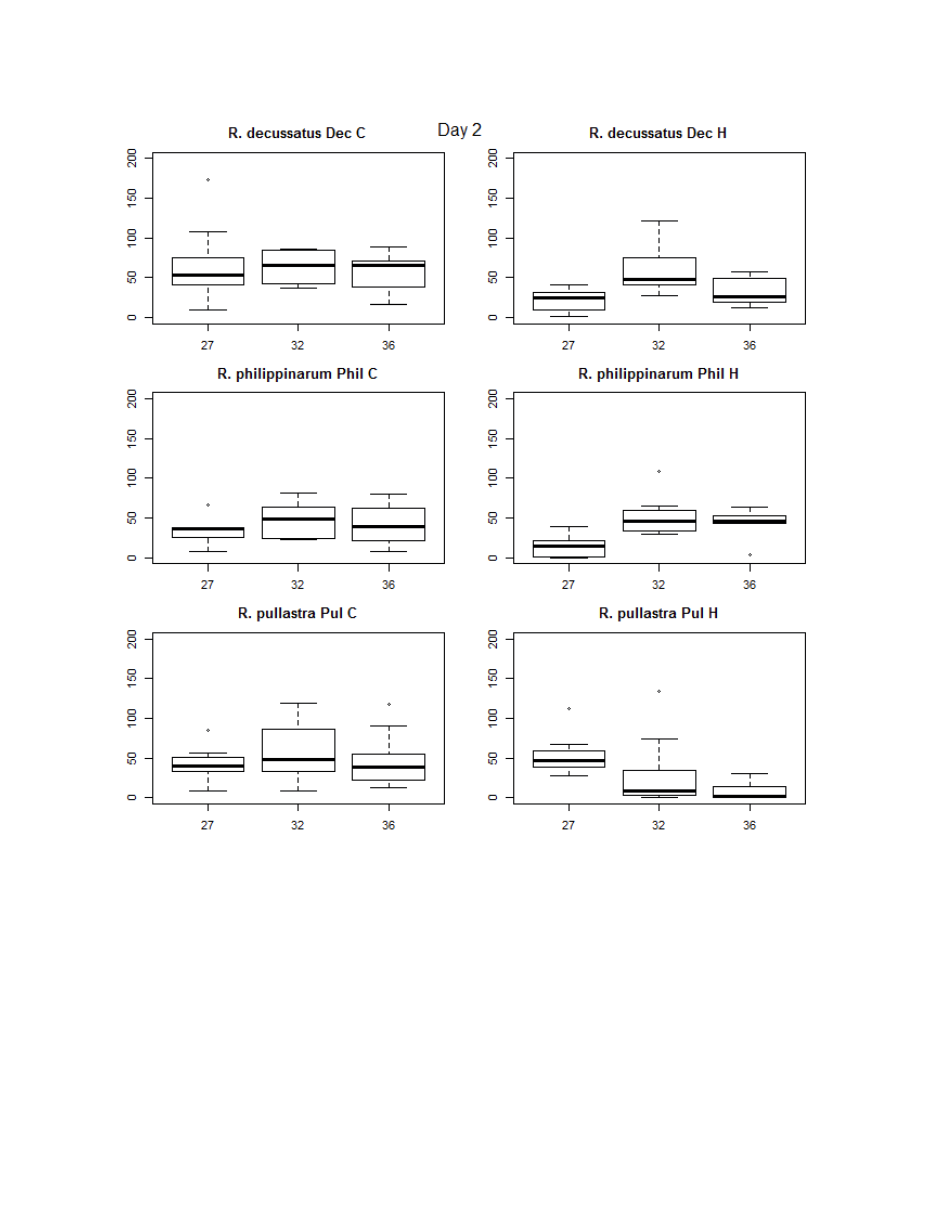 Day 2
R. decussatus Dec C
R. decussatus Dec H
200
150
100
50
0
27 32 36
200
150
100
50
0
27 32 36
R. philippinarum Phil C
R. philippinarum Phil H
200
150
100
50
0
27 32 36
200
150
100
50
0
27 32 36
R. pullastra Pul C
R. pullastra Pul H
200
150
100
50
0
27 32 36
200
150
100
50
0
27 32 36